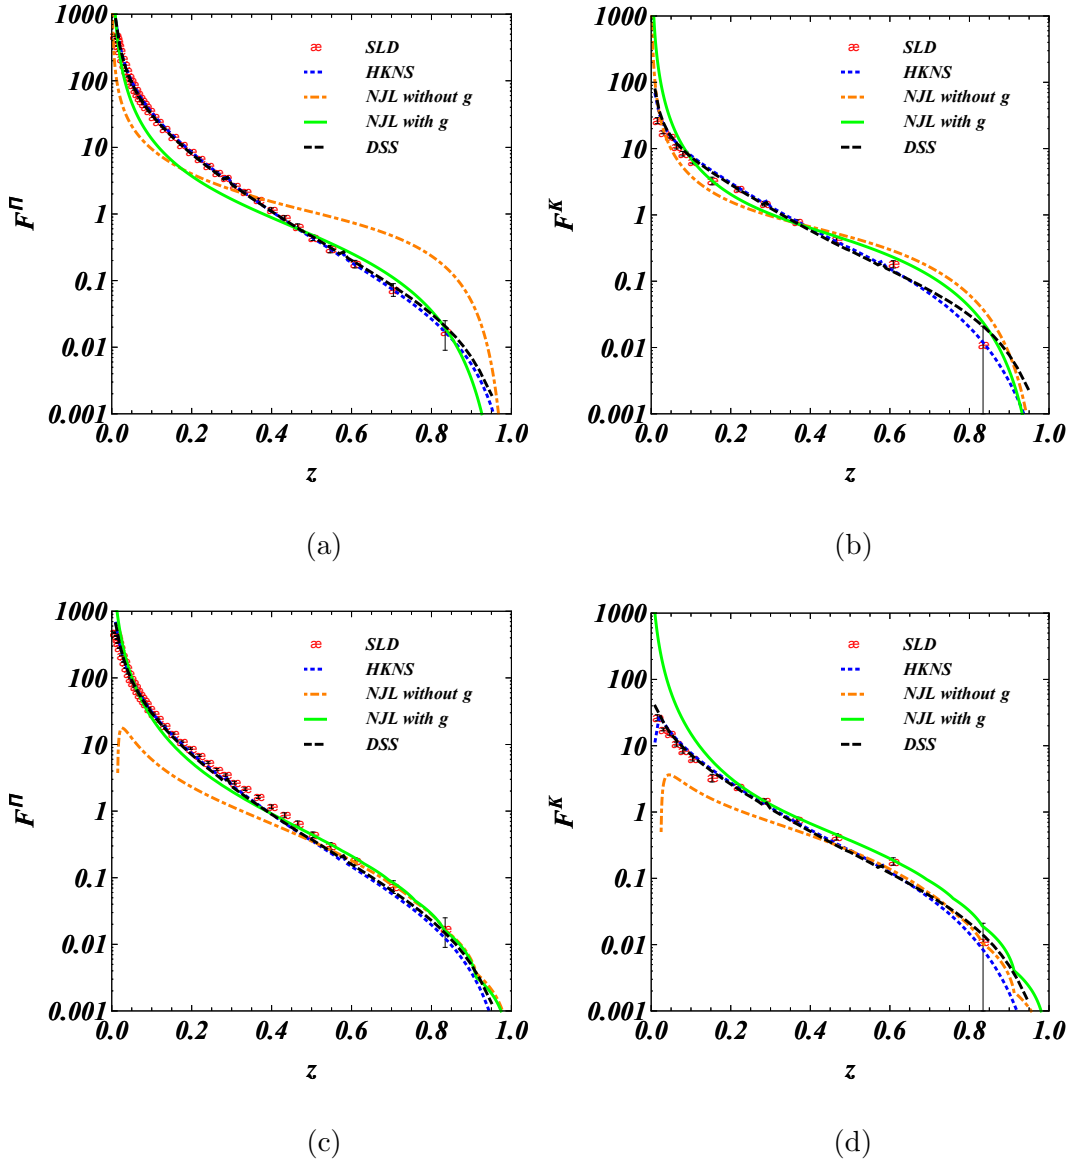 1000
100
10
1
0.1
0.01
0.001
0.0 0.2 0.4 0.6 0.8 1.0
F^Π
z
æ SLD
HKNS
NJL without g
NJL with g
DSS
(a)
1000
100
10
1
0.1
0.01
0.001
0.0 0.2 0.4 0.6 0.8 1.0
F^K
z
æ SLD
HKNS
NJL without g
NJL with g
DSS
(b)
1000
100
10
1
0.1
0.01
0.001
0.0 0.2 0.4 0.6 0.8 1.0
F^Π
z
æ SLD
HKNS
NJL without g
NJL with g
DSS
(c)
1000
100
10
1
0.1
0.01
0.001
0.0 0.2 0.4 0.6 0.8 1.0
F^K
z
æ SLD
HKNS
NJL without g
NJL with g
DSS
(d)